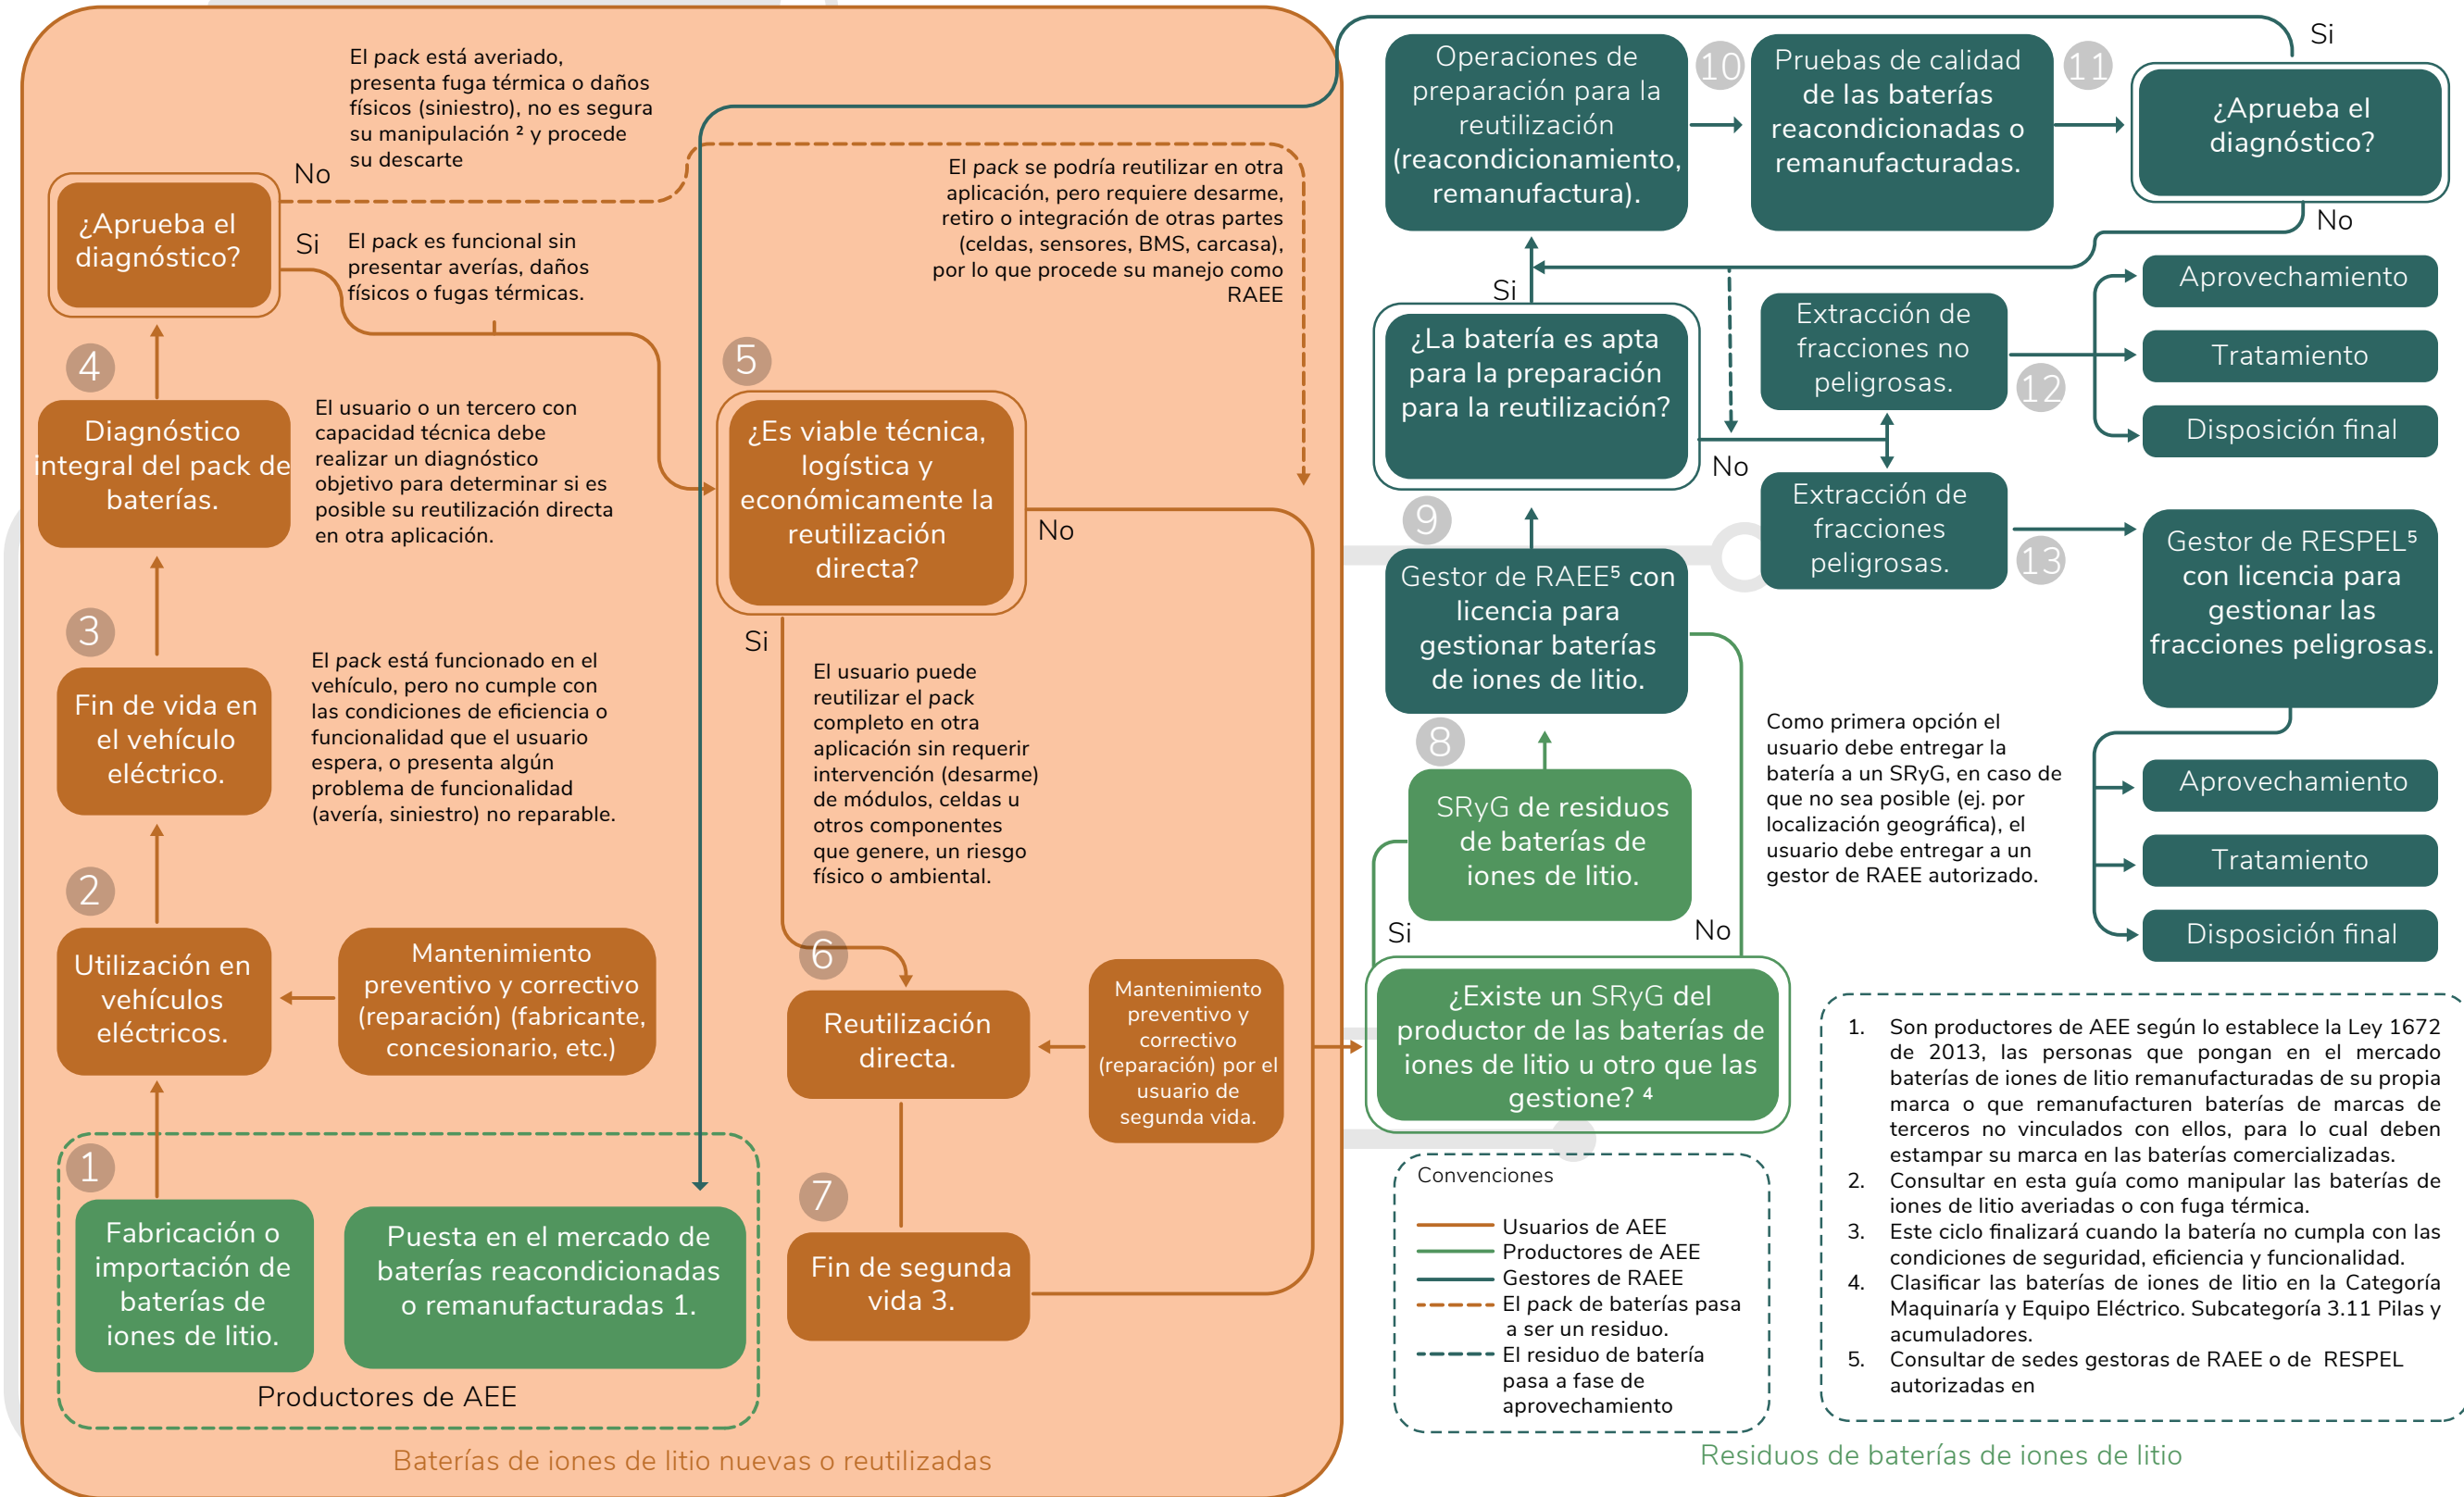 El pack está averiado,
presenta fuga térmica o daños
físicos (siniestro), no es segura
su manipulación ² y procede
su descarte
No
¿Aprueba el
diagnóstico?
Si
El pack es funcional sin
presentar averías, daños
físicos o fugas térmicas.
El pack se podría reutilizar en otra
aplicación, pero requiere desarme,
retiro o integración de otras partes
(celdas, sensores, BMS, carcasa),
por lo que procede su manejo como
RAEE
4
Diagnóstico
integral del pack de
baterías.
El usuario o un tercero con
capacidad técnica debe
realizar un diagnóstico
objetivo para determinar si es
posible su reutilización directa
en otra aplicación.
5
¿Es viable técnica,
logística y
económicamente la
reutilización
directa?
No
Si
3
Fin de vida en
el vehículo
eléctrico.
El pack está funcionado en el
vehículo, pero no cumple con
las condiciones de eficiencia o
funcionalidad que el usuario
espera, o presenta algún
problema de funcionalidad
(avería, siniestro) no reparable.
El usuario puede
reutilizar el pack
completo en otra
aplicación sin requerir
intervención (desarme)
de módulos, celdas u
otros componentes
que genere, un riesgo
físico o ambiental.
2
Utilización en
vehículos
eléctricos.
Mantenimiento
preventivo y correctivo
(reparación) (fabricante,
concesionario, etc.)
6
Reutilización
directa.
Mantenimiento
preventivo y
correctivo
(reparación) por el
usuario de
segunda vida.
1
Fabricación o
importación de
baterías de
iones de litio.
Puesta en el mercado de
baterías reacondicionadas
o remanufacturadas 1.
Productores de AEE
7
Fin de segunda
vida 3.
Baterías de iones de litio nuevas o reutilizadas
Operaciones de
preparación para la
reutilización
(reacondicionamiento,
remanufactura).
10
Pruebas de calidad
de las baterías
reacondicionadas o
remanufacturadas.
11
Si
¿Aprueba el
diagnóstico?
No
Si
¿La batería es apta
para la preparación
para la reutilización?
No
Extracción de
fracciones no
peligrosas.
12
Aprovechamiento
Tratamiento
Disposición final
Extracción de
fracciones
peligrosas.
13
Gestor de RESPEL⁵
con licencia para
gestionar las
fracciones peligrosas.
Aprovechamiento
Tratamiento
Disposición final
9
Gestor de RAEE⁵ con
licencia para
gestionar baterías
de iones de litio.
8
SRyG de residuos
de baterías de
iones de litio.
Como primera opción el
usuario debe entregar la
batería a un SRyG, en caso de
que no sea posible (ej. por
localización geográfica), el
usuario debe entregar a un
gestor de RAEE autorizado.
Si
No
¿Existe un SRyG del
productor de las baterías de
iones de litio u otro que las
gestione? ⁴
Convenciones
Usuarios de AEE
Productores de AEE
Gestores de RAEE
El pack de baterías pasa
a ser un residuo.
El residuo de batería
pasa a fase de
aprovechamiento
1. Son productores de AEE según lo establece la Ley 1672
de 2013, las personas que pongan en el mercado
baterías de iones de litio remanufacturadas de su propia
marca o que remanufacturen baterías de marcas de
terceros no vinculados con ellos, para lo cual deben
estampar su marca en las baterías comercializadas.
2. Consultar en esta guía como manipular las baterías de
iones de litio averiadas o con fuga térmica.
3. Este ciclo finalizará cuando la batería no cumpla con las
condiciones de seguridad, eficiencia y funcionalidad.
4. Clasificar las baterías de iones de litio en la Categoría
Maquinaría y Equipo Eléctrico. Subcategoría 3.11 Pilas y
acumuladores.
5. Consultar de sedes gestoras de RAEE o de RESPEL
autorizadas en
Residuos de baterías de iones de litio